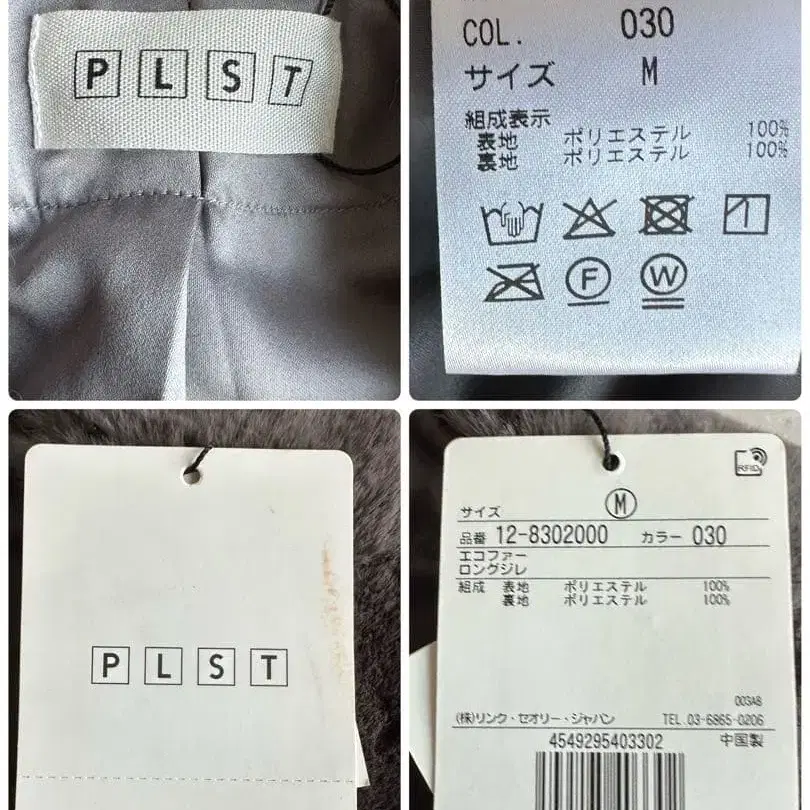 PLST
COL. 030
サイズ M
組成表示
表地 ポリエステル 100%
裏地 ポリエステル 100%
F
W
PLST
RFID
サイズ M
品番 12-8302000 カラー 030
エコファー
ロングジレ
組成 表地 ポリエステル 100%
裏地 ポリエステル 100%
003AB
(株)リンク・セオリー・ジャパン TEL.03-6865-0206
4549295403302 中国製